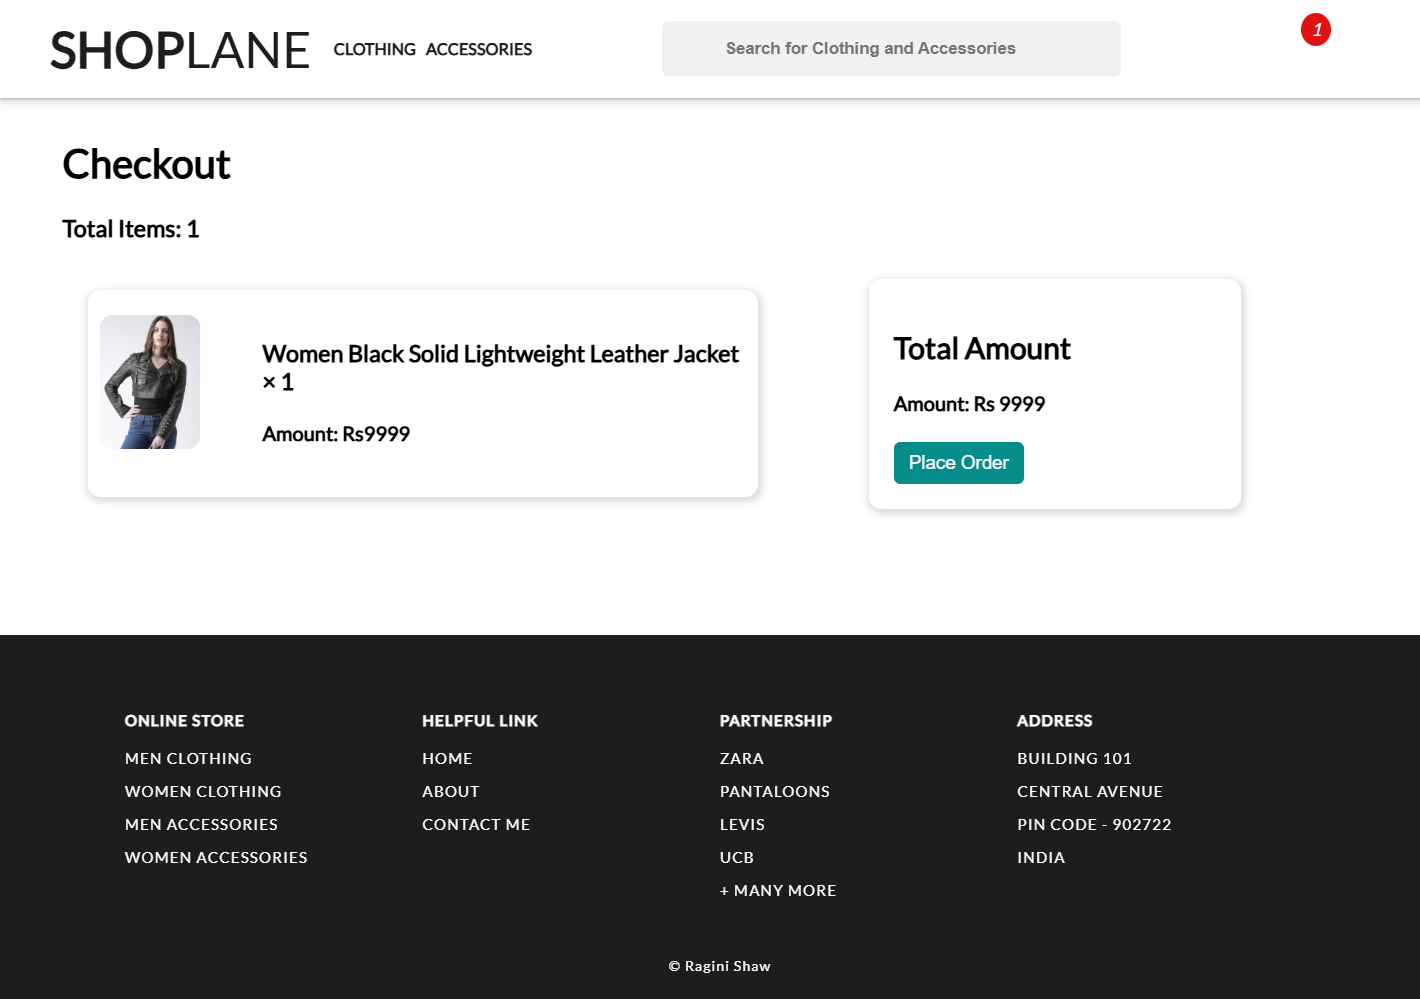 SHOPLANE CLOTHING ACCESSORIES Search for Clothing and Accessories 1
Checkout
Total Items: 1
Women Black Solid Lightweight Leather Jacket
× 1
Amount: Rs9999
Total Amount
Amount: Rs 9999
Place Order
ONLINE STORE
MEN CLOTHING
WOMEN CLOTHING
MEN ACCESSORIES
WOMEN ACCESSORIES
HELPFUL LINK
HOME
ABOUT
CONTACT ME
PARTNERSHIP
ZARA
PANTALOONS
LEVIS
UCB
+ MANY MORE
ADDRESS
BUILDING 101
CENTRAL AVENUE
PIN CODE - 902722
INDIA
© Ragini Shaw